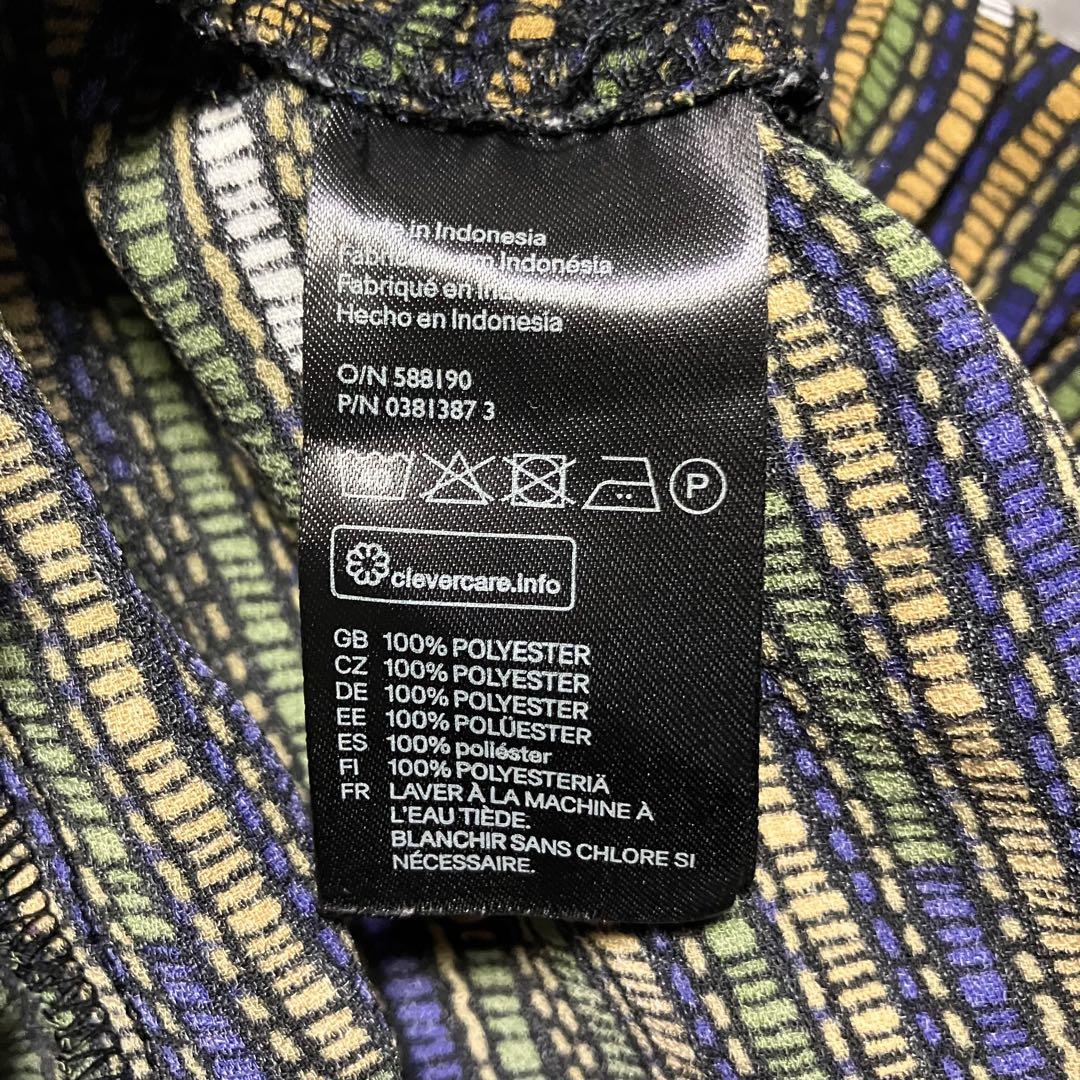 in Indonesia
Indonésia
Fabriqué en
Hecho en Indonesia
O/N 588190
P/N 0381387 3
P
clevercare.info
GB 100% POLYESTER
CZ 100% POLYESTER
DE 100% POLYESTER
EE 100% POLÜESTER
ES 100% poliéster
FI 100% POLYESTERIÄ
FR LAVER À LA MACHINE À
L'EAU TIÈDE.
BLANCHIR SANS CHLORE SI
NÉCESSAIRE.